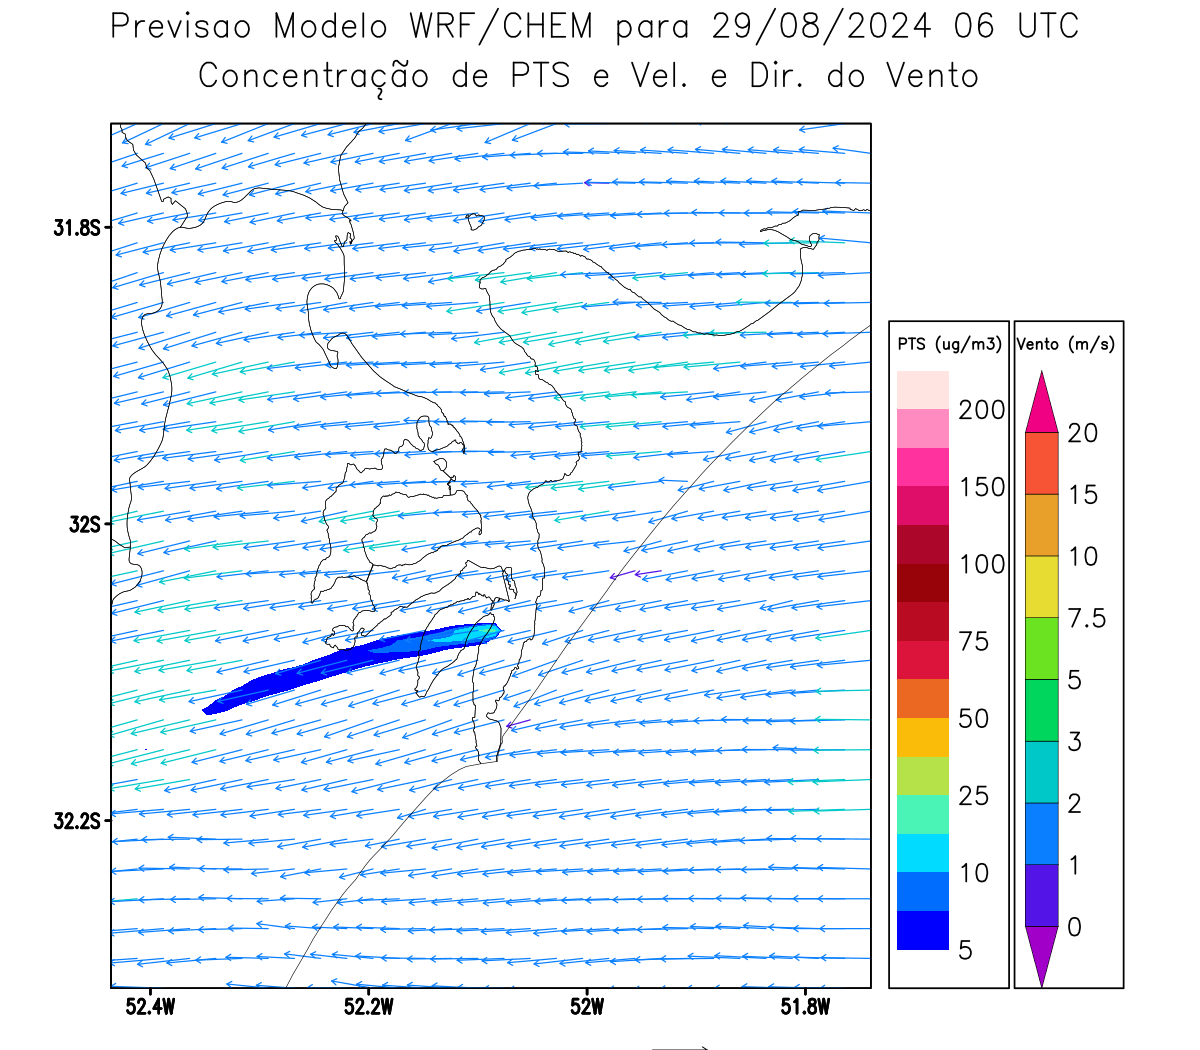 Previsao Modelo WRF/CHEM para 29/08/2024 06 UTC
Concentração de PTS e Vel. e Dir. do Vento
31.8S
32S
32.2S
52.4W
52.2W
52W
51.8W
PTS (ug/m3)
200
150
100
75
50
25
10
5
Vento (m/s)
20
15
10
7.5
5
3
2
1
0